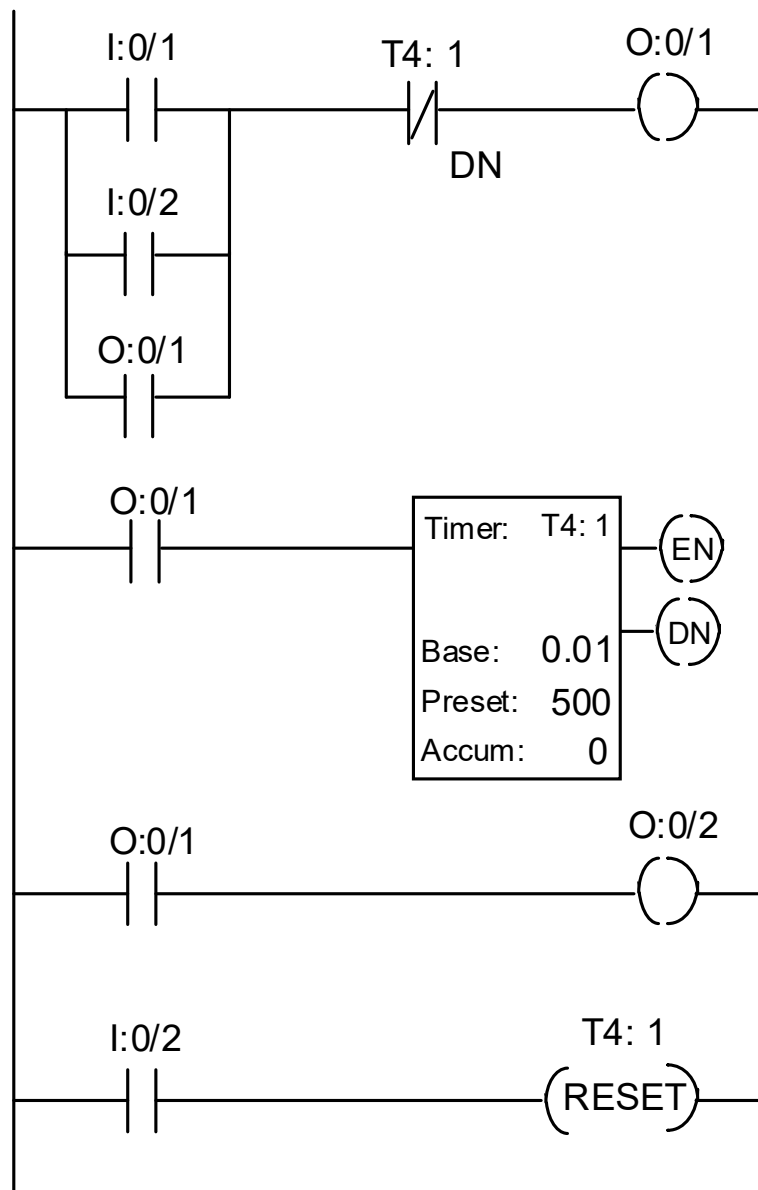 I:0/1
T4: 1
O:0/1
DN
I:0/2
O:0/1
O:0/1
Timer: T4: 1
EN
DN
Base: 0.01
Preset: 500
Accum: 0
O:0/1
O:0/2
I:0/2
T4: 1
RESET